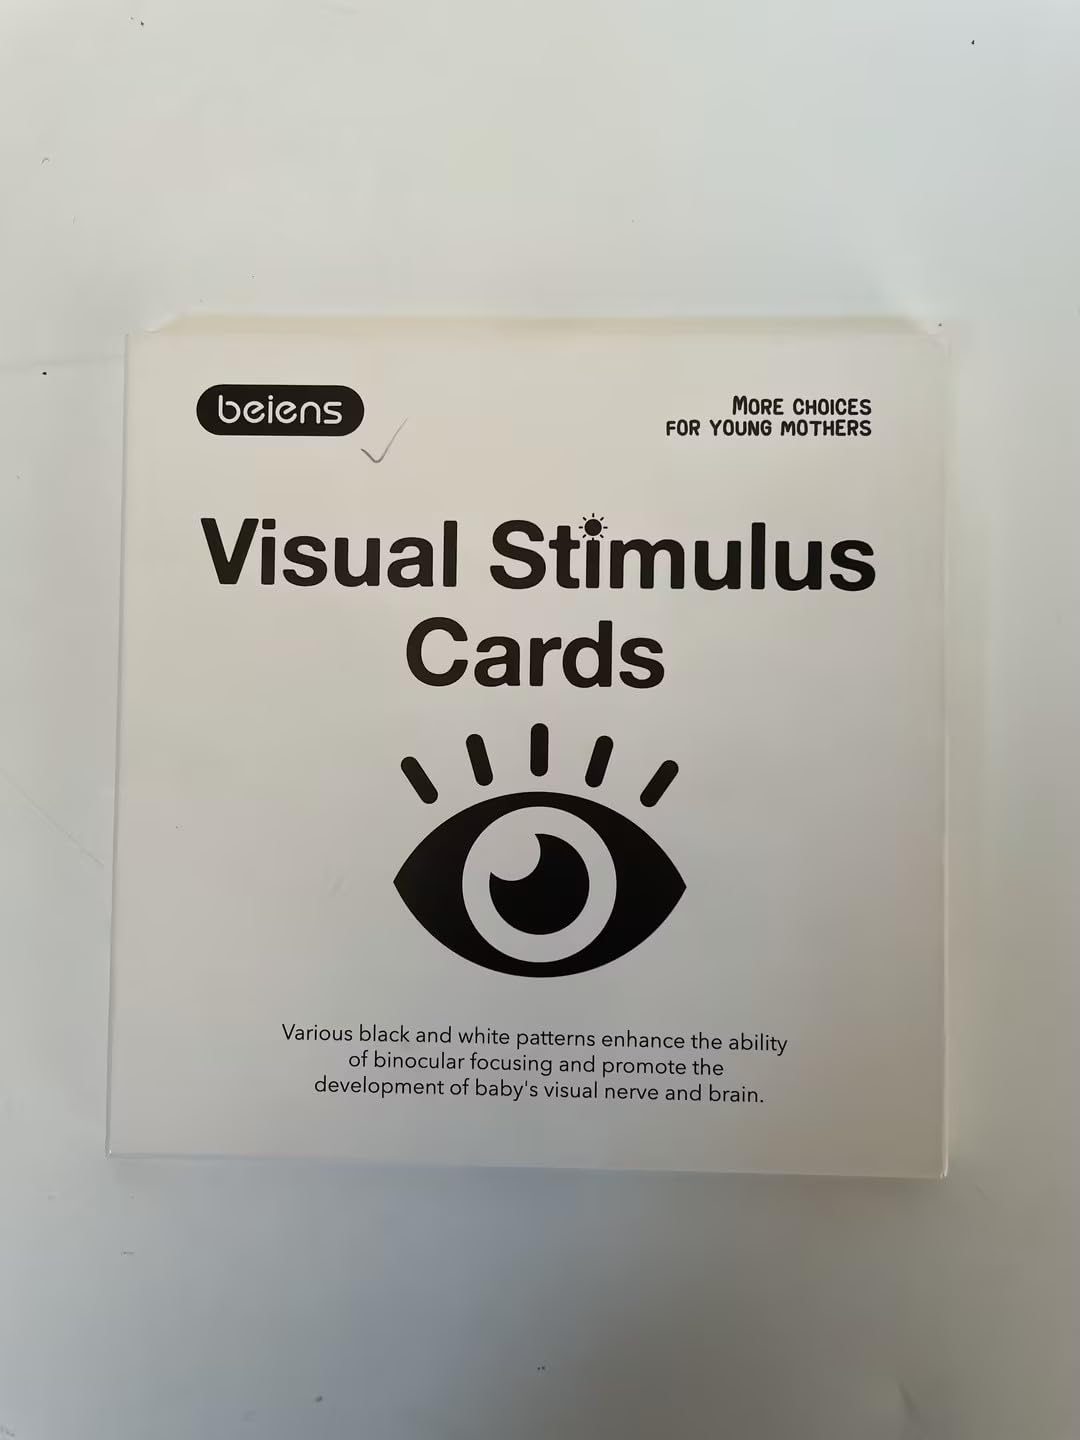 beiens
MORE CHOICES
FOR YOUNG MOTHERS
Visual Stimulus
Cards
Various black and white patterns enhance the ability
of binocular focusing and promote the
development of baby's visual nerve and brain.